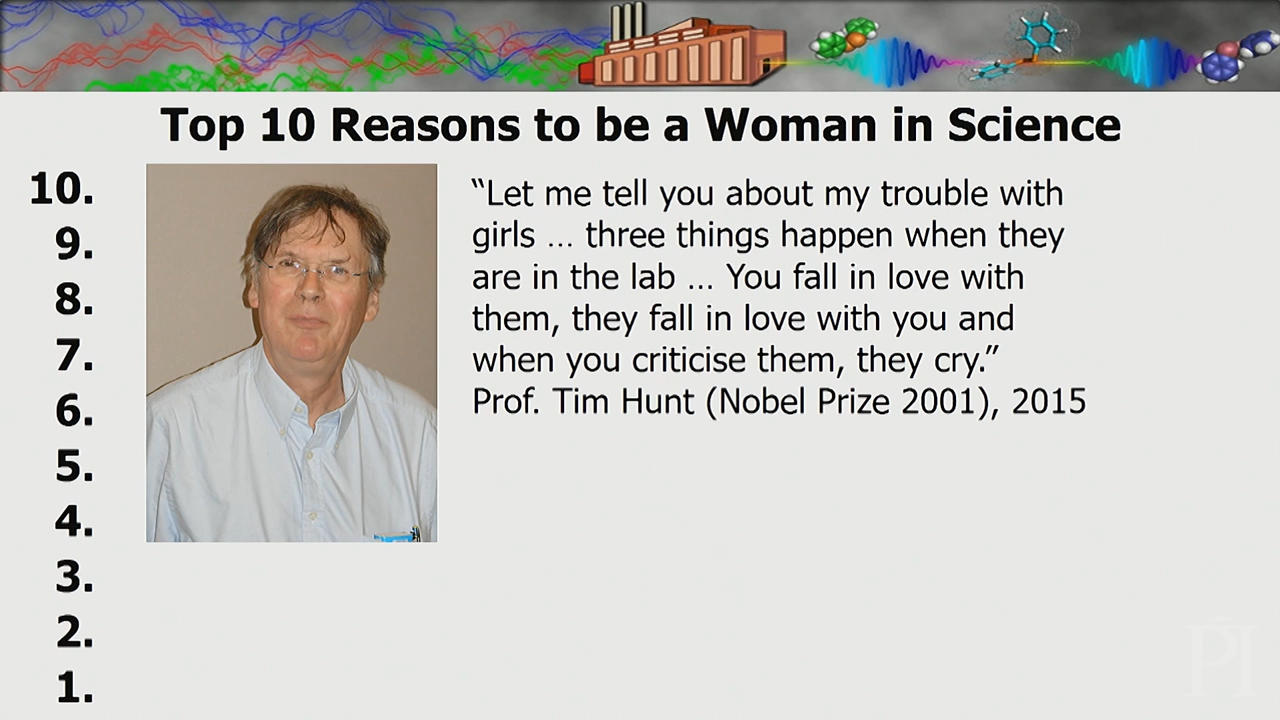 Top 10 Reasons to be a Woman in Science
10.
9.
8.
7.
6.
5.
4.
3.
2.
1.
“Let me tell you about my trouble with
girls … three things happen when they
are in the lab … You fall in love with
them, they fall in love with you and
when you criticise them, they cry.”
Prof. Tim Hunt (Nobel Prize 2001), 2015
PI